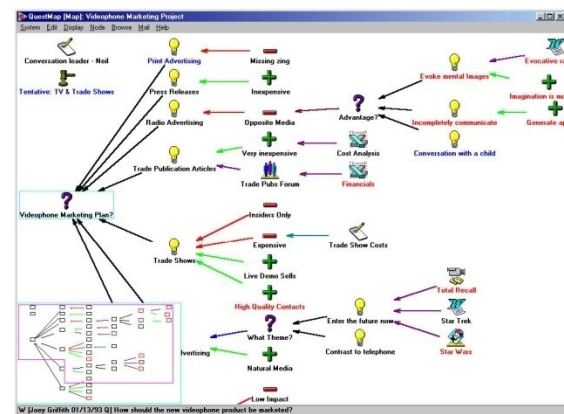 QuestMap [Map]: Videophone Marketing Project
System Edit Display Node Browse Mail Help
Conversation leader - Neil
Tentative: TV & Trade Shows
Print Advertising
Missing zing
Press Releases
Inexpensive
Radio Advertising
Opposite Media
Advantage?
Evoke mental Images
Evocative
Imagination is
Incompletely communicate
Generate
Conversation with a child
Very inexpensive
Cost Analysis
Trade Publication Articles
Trade Pubs Forum
Financials
Videophone Marketing Plan?
Insiders Only
Expensive
Trade Show Costs
Trade Shows
Live Demo Sells
High Quality Contacts
Total Recall
Enter the future now
Star Trek
What Theme?
Contrast to telephone
Star Wars
Natural Media
Low Impact
W [Joey Griffith 01/13/93 Q] How should the new videophone product be marketed?